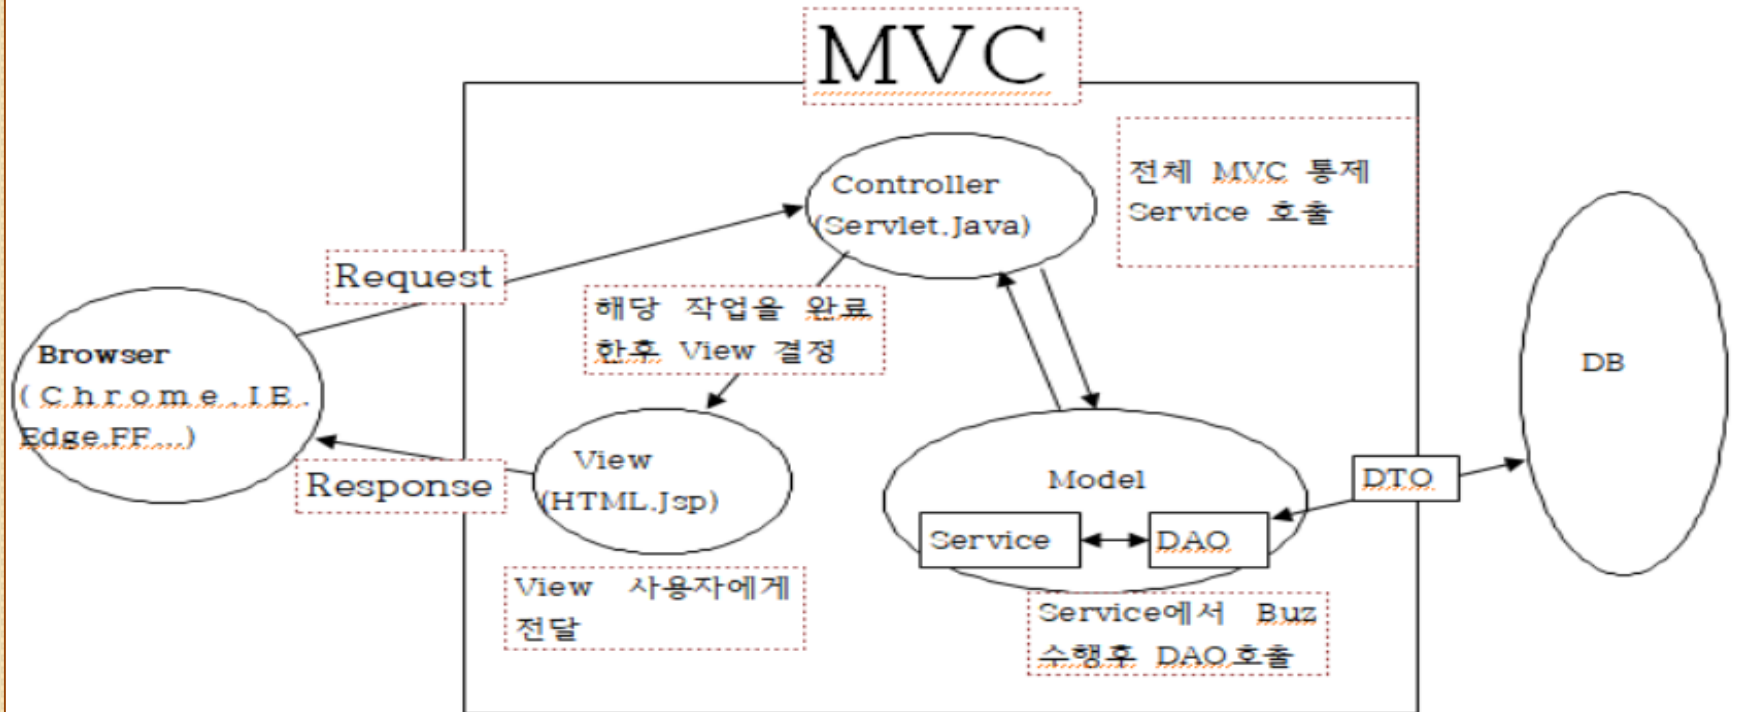 MVC
Controller
(Servlet.Java)
전체 MVC 통제
Service 호출
Request
해당 작업을 완료
한후 View 결정
Browser
(Chrome.IE.
Edge.FF...)
DB
View
(HTML.Jsp)
Response
Model
DTO
Service
DAO
View 사용자에게
전달
Service에서 Buz
수행후 DAO호출